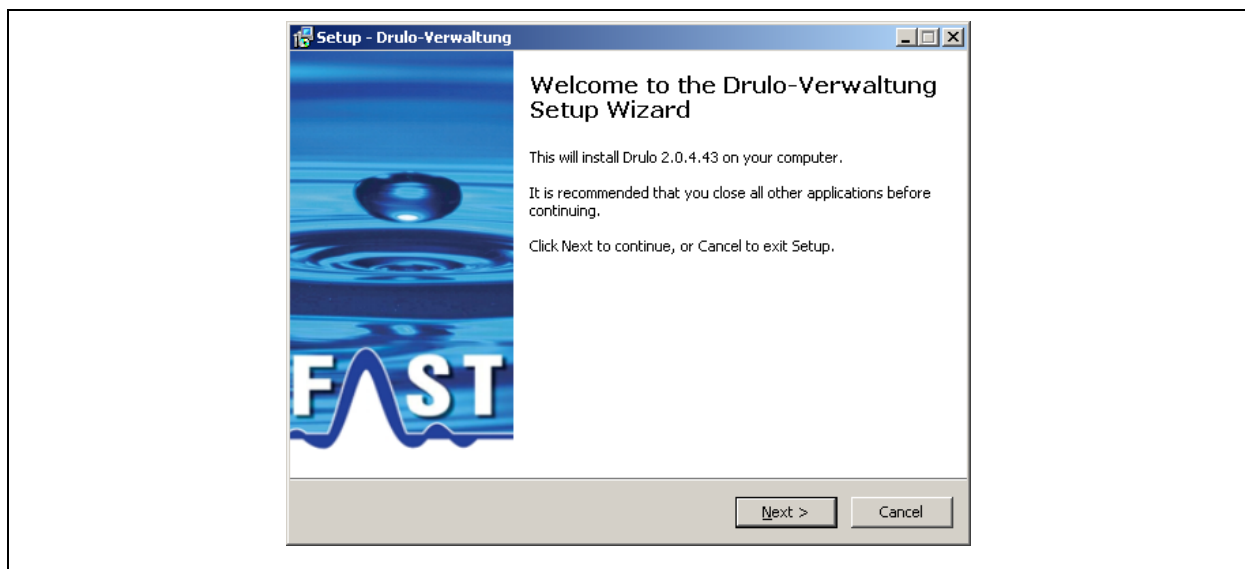 Setup - Drulo-Verwaltung
Welcome to the Drulo-Verwaltung
Setup Wizard
This will install Drulo 2.0.4.43 on your computer.
It is recommended that you close all other applications before
continuing.
Click Next to continue, or Cancel to exit Setup.
FAST
Next >
Cancel